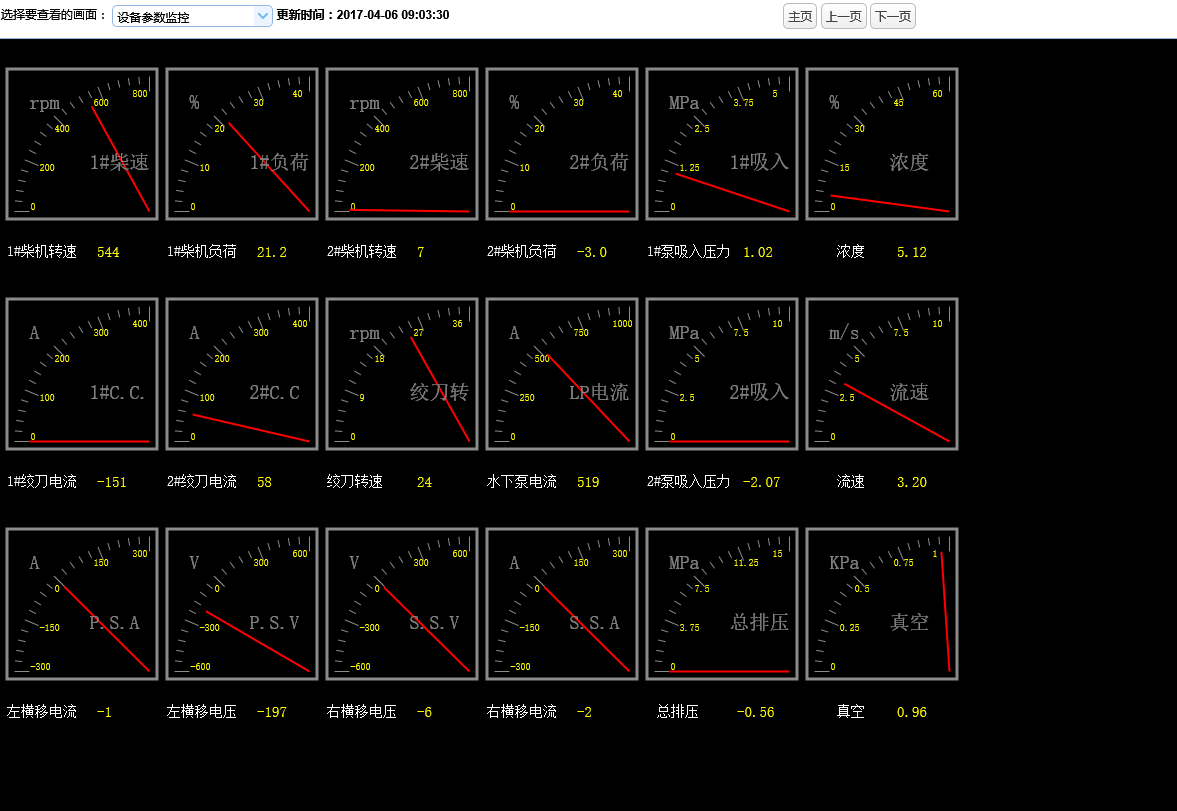 选择要查看的画面： 设备参数监控 更新时间：2017-04-06 09:03:30 主页 上一页 下一页
rpm 0 200 400 600 800 1#柴速
% 0 10 20 30 40 1#负荷
rpm 0 200 400 600 800 2#柴速
% 0 10 20 30 40 2#负荷
MPa 0 1.25 2.5 3.75 5 1#吸入
% 0 15 30 45 60 浓度
1#柴机转速 544 1#柴机负荷 21.2 2#柴机转速 7 2#柴机负荷 -3.0 1#泵吸入压力 1.02 浓度 5.12
A 0 100 200 300 400 1#C.C.
A 0 100 200 300 400 2#C.C
rpm 0 9 18 27 36 绞刀转
A 0 250 500 750 1000 LP电流
MPa 0 2.5 5 7.5 10 2#吸入
m/s 0 2.5 5 7.5 10 流速
1#绞刀电流 -151 2#绞刀电流 58 绞刀转速 24 水下泵电流 519 2#泵吸入压力 -2.07 流速 3.20
A -300 -150 0 150 300 P.S.A
V -600 -300 0 300 600 P.S.V
V -600 -300 0 300 600 S.S.V
A -300 -150 0 150 300 S.S.A
MPa 0 3.75 7.5 11.25 15 总排压
KPa 0 0.25 0.5 0.75 1 真空
左横移电流 -1 左横移电压 -197 右横移电压 -6 右横移电流 -2 总排压 -0.56 真空 0.96